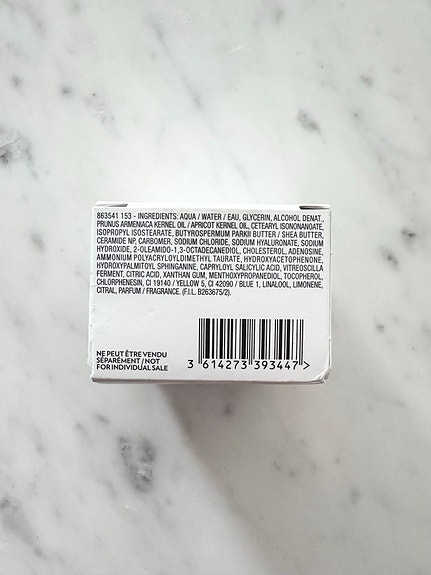 863541 153 - INGREDIENTS: AQUA / WATER / EAU, GLYCERIN, ALCOHOL DENAT.,
PRUNUS ARMENIACA KERNEL OIL / APRICOT KERNEL OIL, CETEARYL ISONONANOATE,
ISOPROPYL ISOSTEARATE, BUTYROSPERMUM PARKII BUTTER / SHEA BUTTER,
CERAMIDE NP, CARBOMER, SODIUM CHLORIDE, SODIUM HYALURONATE, SODIUM
HYDROXIDE, 2-OLEAMIDO-1,3-OCTADECANEDIOL, CHOLESTEROL, ADENOSINE,
AMMONIUM POLYACRYLOYLDIMETHYL TAURATE, HYDROXYACETOPHENONE,
HYDROXYPALMITOYL SPHINGANINE, CAPRYLOYL SALICYLIC ACID, VITREOSCILLA
FERMENT, CITRIC ACID, XANTHAN GUM, MENTHOXYPROPANEDIOL, TOCOPHEROL,
CHLORPHENESIN, CI 19140 / YELLOW 5, CI 42090 / BLUE 1, LINALOOL, LIMONENE,
CITRAL, PARFUM / FRAGRANCE. (F.I.L. B263675/2).
NE PEUT ÊTRE VENDU
SÉPARÉMENT / NOT
FOR INDIVIDUAL SALE
3 614273 393447 >